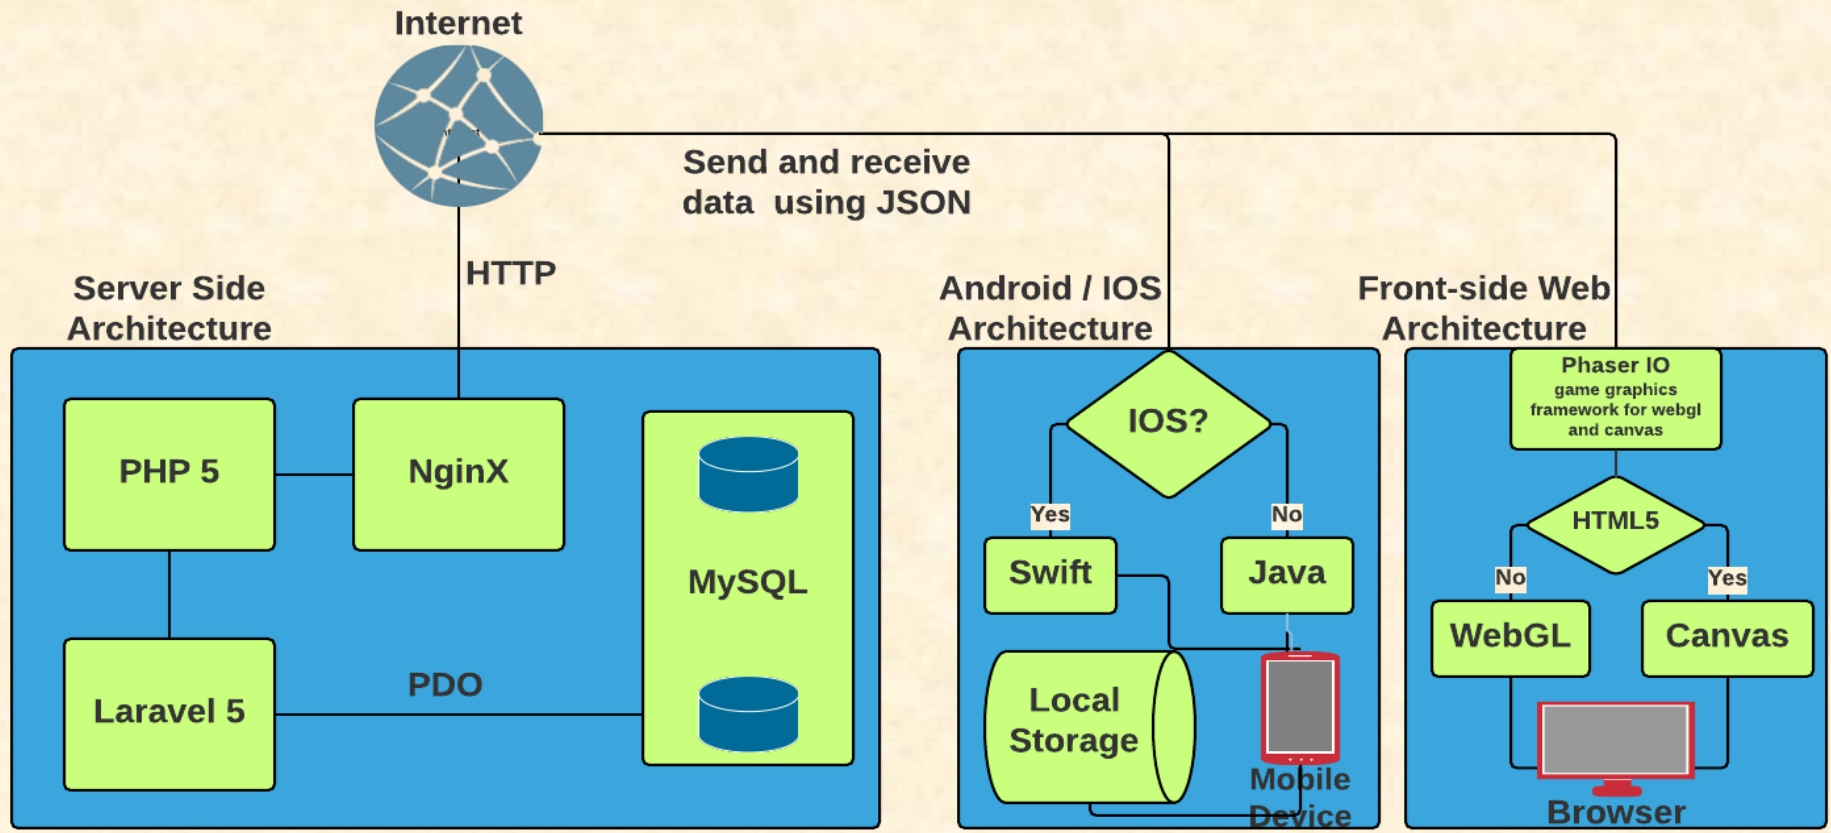 Internet
Send and receive
data using JSON
HTTP
Server Side
Architecture
PHP 5
NginX
MySQL
Laravel 5
PDO
Android / IOS
Architecture
IOS?
Yes
No
Swift
Java
Local
Storage
Mobile
Device
Front-side Web
Architecture
Phaser IO
game graphics
framework for webgl
and canvas
HTML5
No
Yes
WebGL
Canvas
Browser